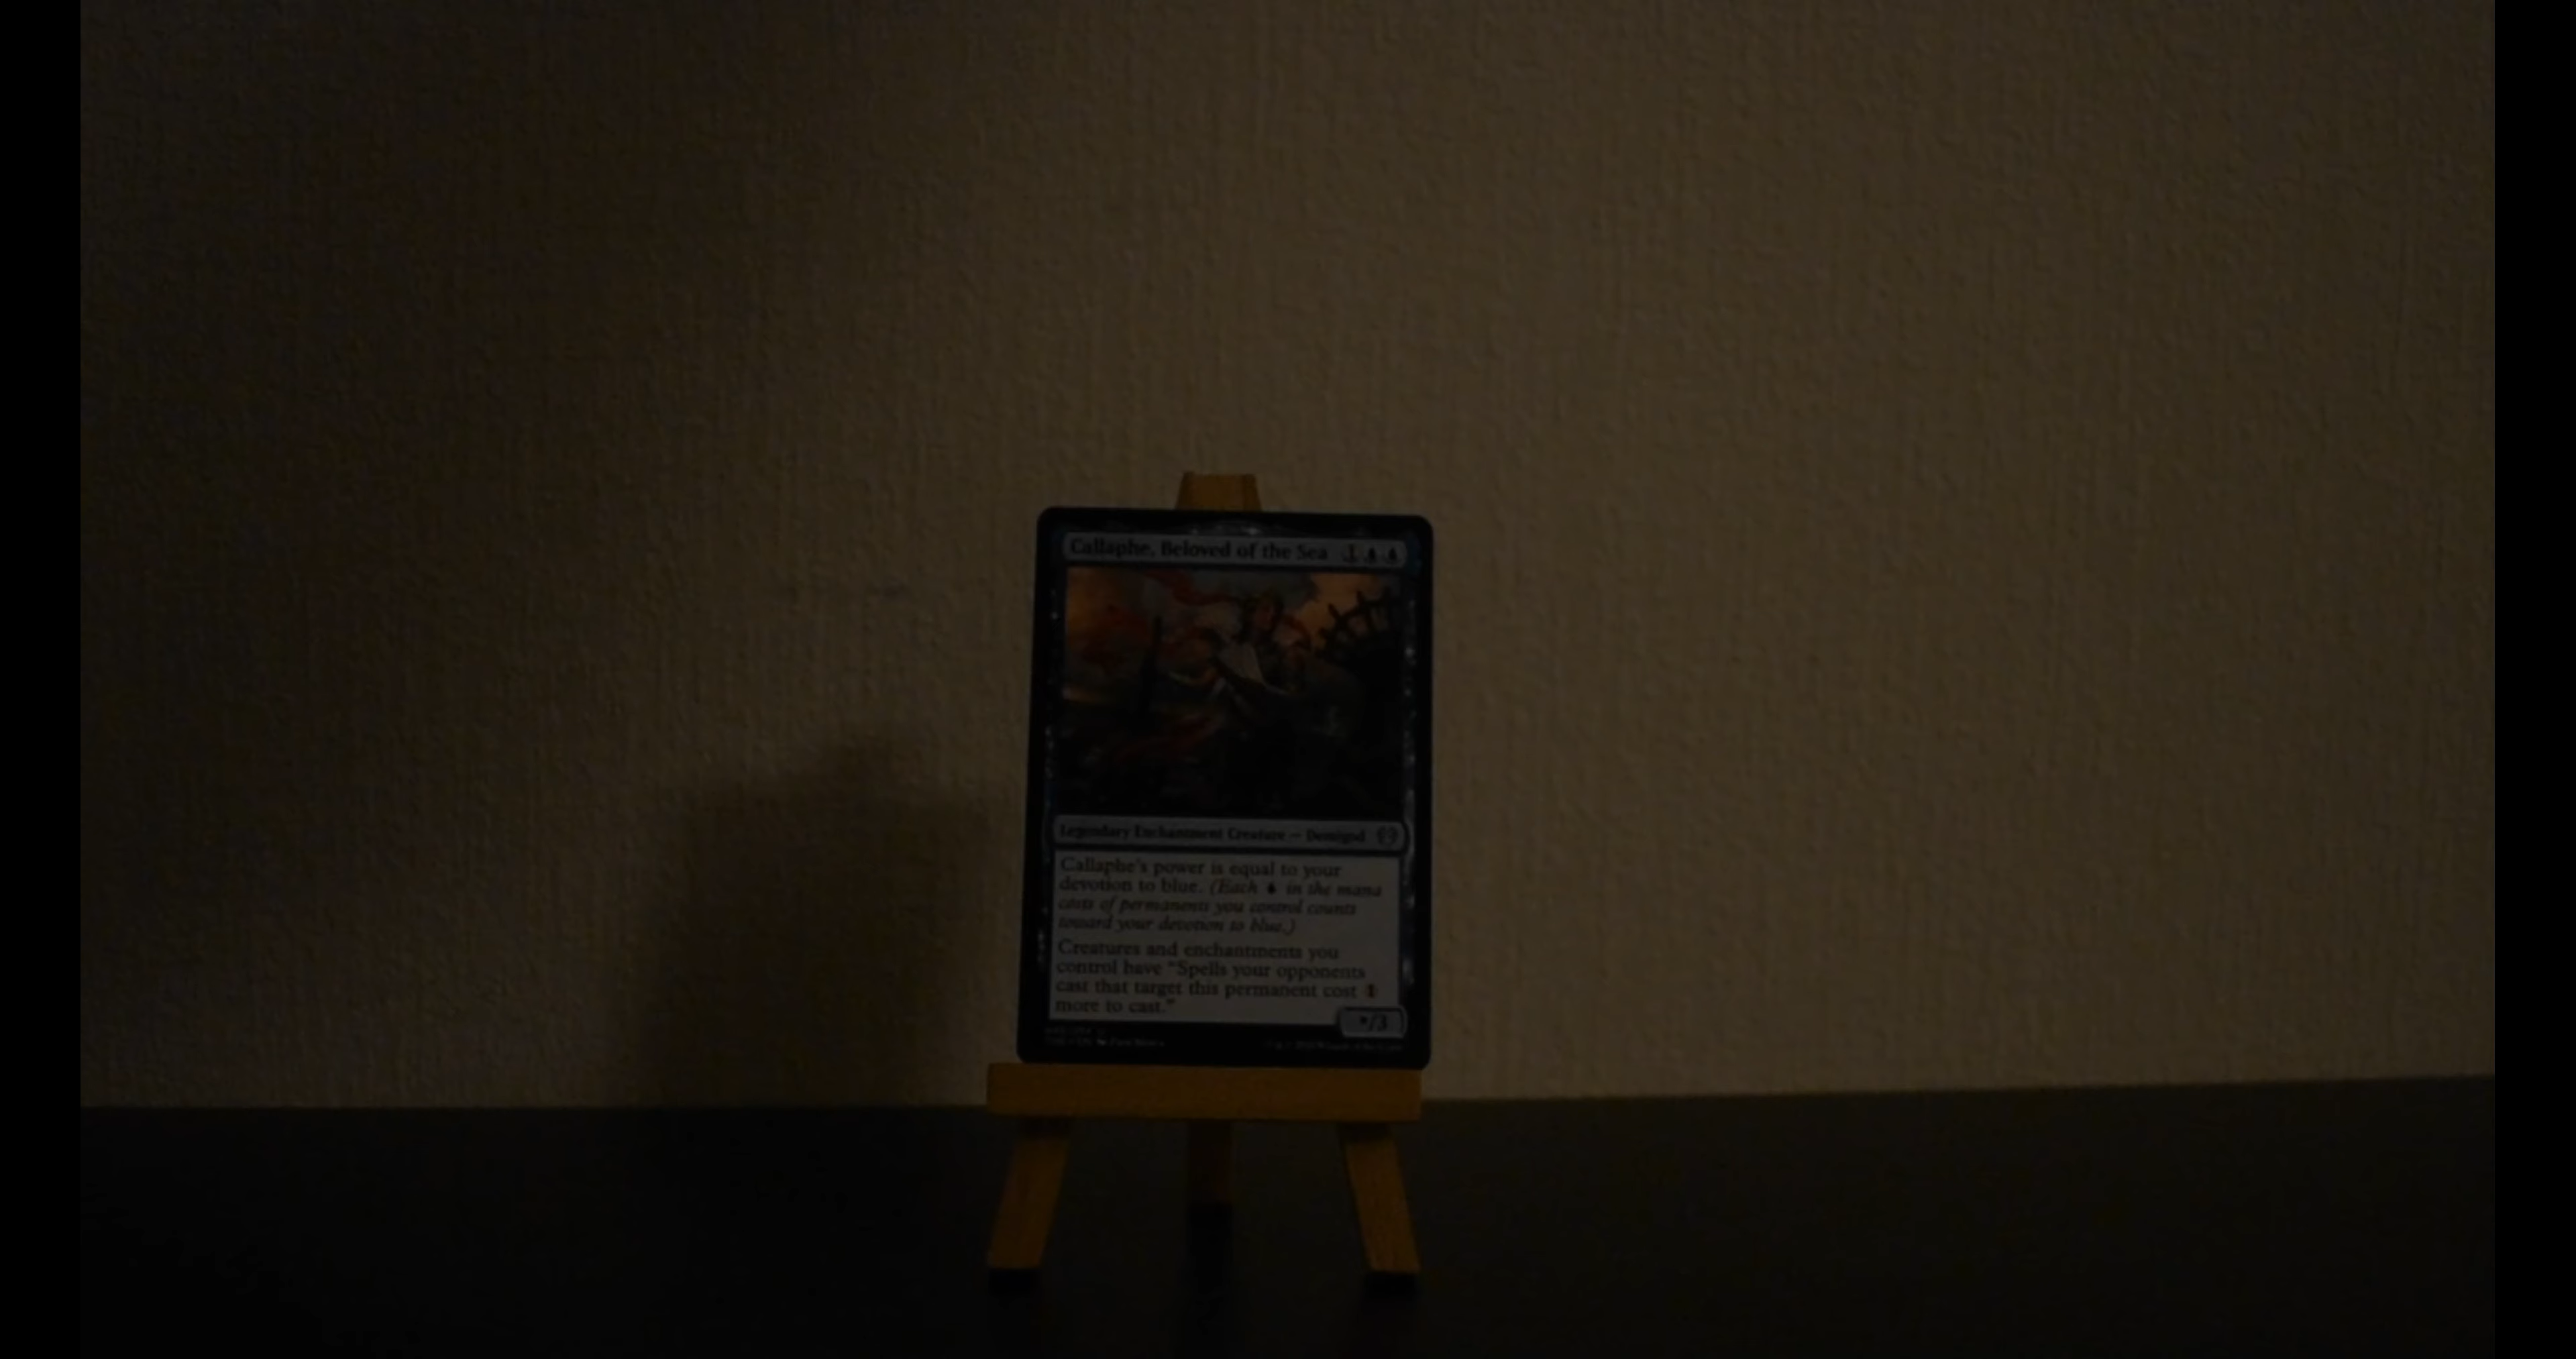 Callaphe, Beloved of the Sea 1
Legendary Enchantment Creature — Demigod
Callaphe's power is equal to your
devotion to blue. (Each in the mana
costs of permanents you control counts
toward your devotion to blue.)
Creatures and enchantments you
control have "Spells your opponents
cast that target this permanent cost 1
more to cast."
*/3